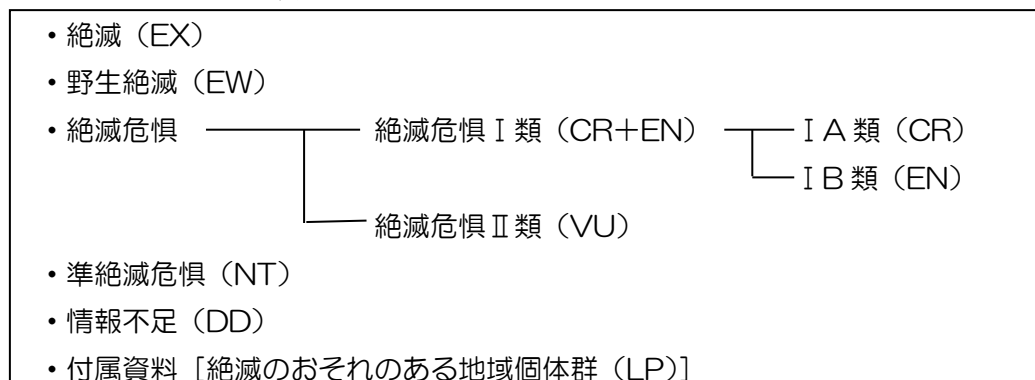 ・絶滅（EX）
・野生絶滅（EW）
・絶滅危惧 絶滅危惧Ⅰ類（CR＋EN） ⅠA類（CR）
ⅠB類（EN）
絶滅危惧Ⅱ類（VU）
・準絶滅危惧（NT）
・情報不足（DD）
・付属資料［絶滅のおそれのある地域個体群（LP）］